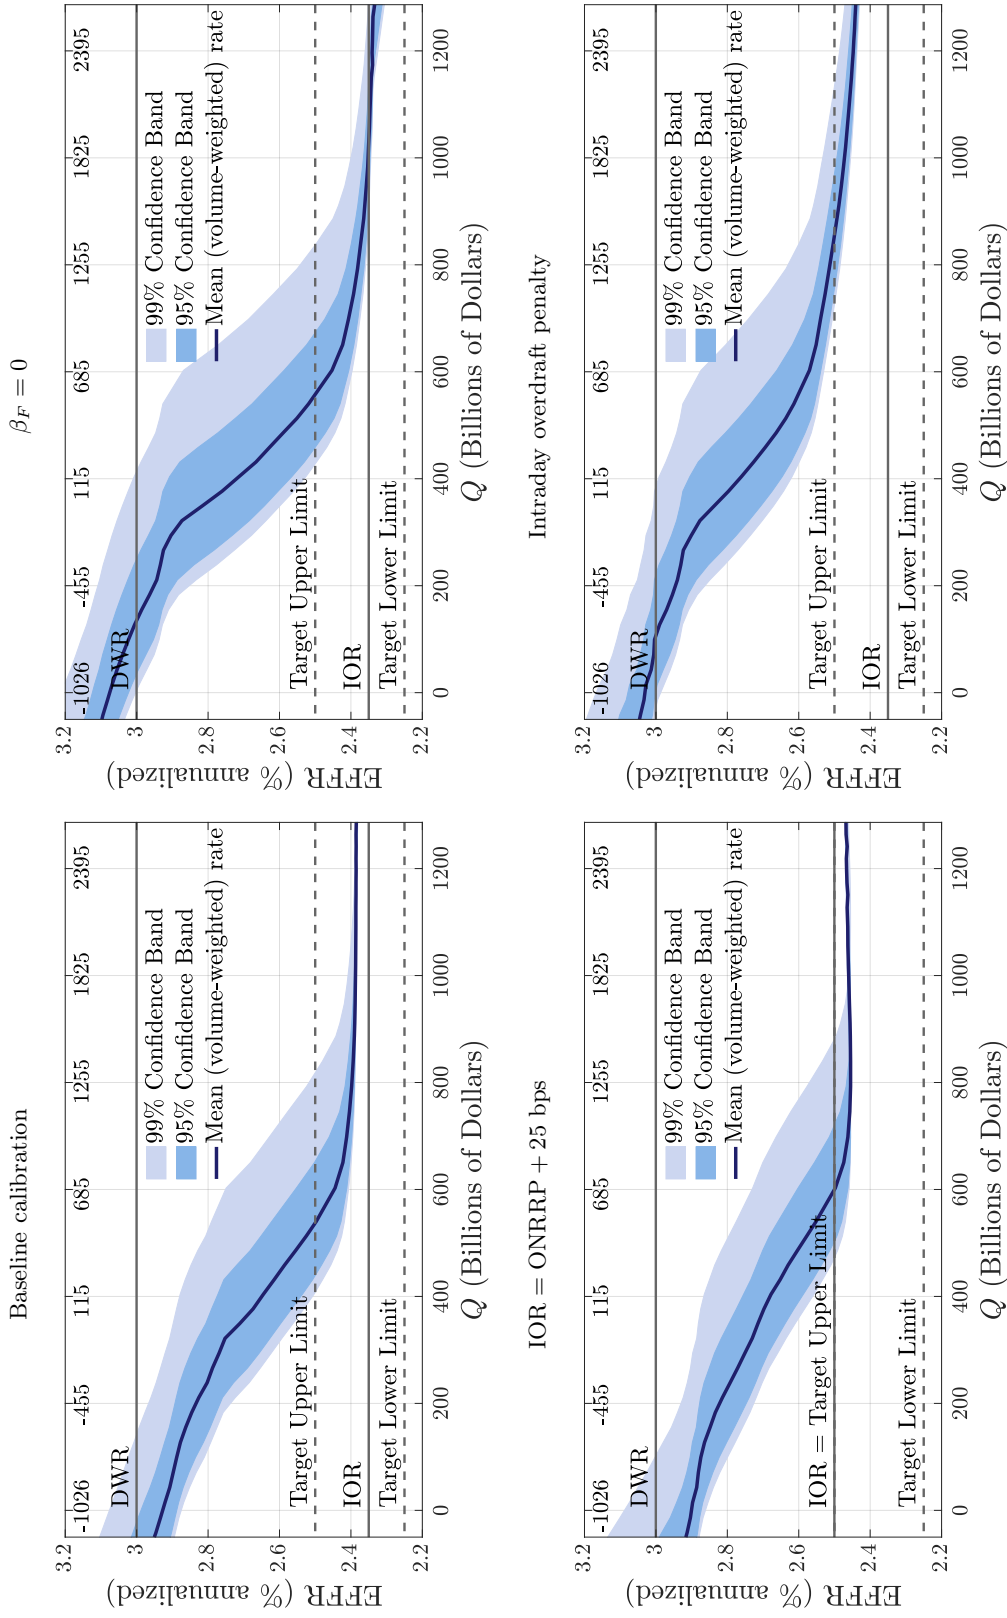 Baseline calibration
-1026 -455 115 685 1255 1825 2395
3.2
3
2.8
2.6
2.4
2.2
EFFR (% annualized)
99% Confidence Band
95% Confidence Band
Mean (volume-weighted) rate
DWR
Target Upper Limit
IOR
Target Lower Limit
0 200 400 600 800 1000 1200
Q (Billions of Dollars)
β_F = 0
-1026 -455 115 685 1255 1825 2395
3.2
3
2.8
2.6
2.4
2.2
EFFR (% annualized)
99% Confidence Band
95% Confidence Band
Mean (volume-weighted) rate
DWR
Target Upper Limit
IOR
Target Lower Limit
0 200 400 600 800 1000 1200
Q (Billions of Dollars)
IOR = ONRRP + 25 bps
-1026 -455 115 685 1255 1825 2395
3.2
3
2.8
2.6
2.4
2.2
EFFR (% annualized)
99% Confidence Band
95% Confidence Band
Mean (volume-weighted) rate
DWR
IOR = Target Upper Limit
Target Lower Limit
0 200 400 600 800 1000 1200
Q (Billions of Dollars)
Intraday overdraft penalty
-1026 -455 115 685 1255 1825 2395
3.2
3
2.8
2.6
2.4
2.2
EFFR (% annualized)
99% Confidence Band
95% Confidence Band
Mean (volume-weighted) rate
DWR
Target Upper Limit
IOR
Target Lower Limit
0 200 400 600 800 1000 1200
Q (Billions of Dollars)